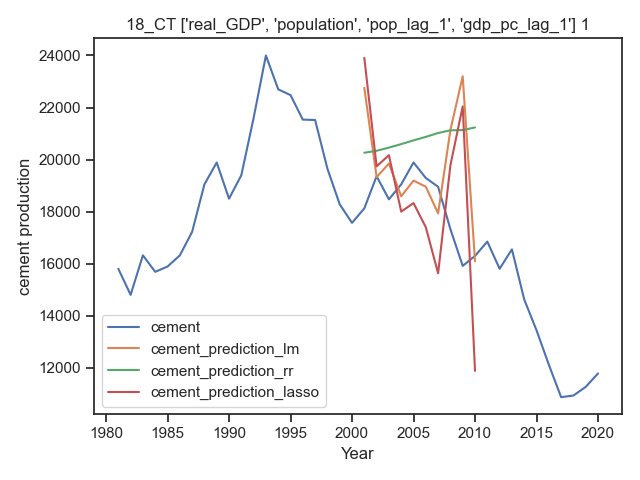 18_CT ['real_GDP', 'population', 'pop_lag_1', 'gdp_pc_lag_1'] 1
24000
22000
20000
18000
16000
14000
12000
cement production
cement
cement_prediction_lm
cement_prediction_rr
cement_prediction_lasso
1980 1985 1990 1995 2000 2005 2010 2015 2020
Year